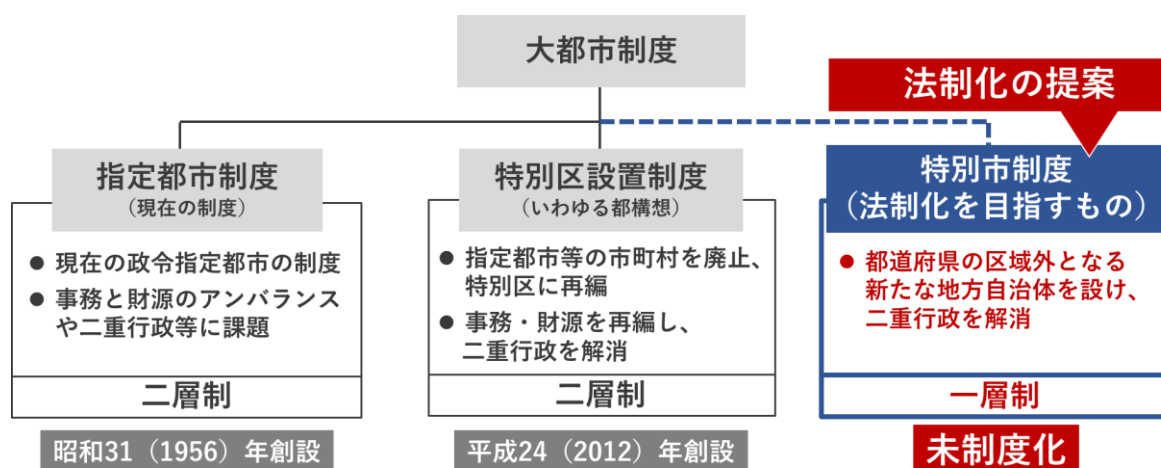 大都市制度
法制化の提案
指定都市制度
（現在の制度）
● 現在の政令指定都市の制度
● 事務と財源のアンバランス
や二重行政等に課題
二層制
昭和31（1956）年創設
特別区設置制度
（いわゆる都構想）
● 指定都市等の市町村を廃止、
特別区に再編
● 事務・財源を再編し、
二重行政を解消
二層制
平成24（2012）年創設
特別市制度
（法制化を目指すもの）
● 都道府県の区域外となる
新たな地方自治体を設け、
二重行政を解消
一層制
未制度化